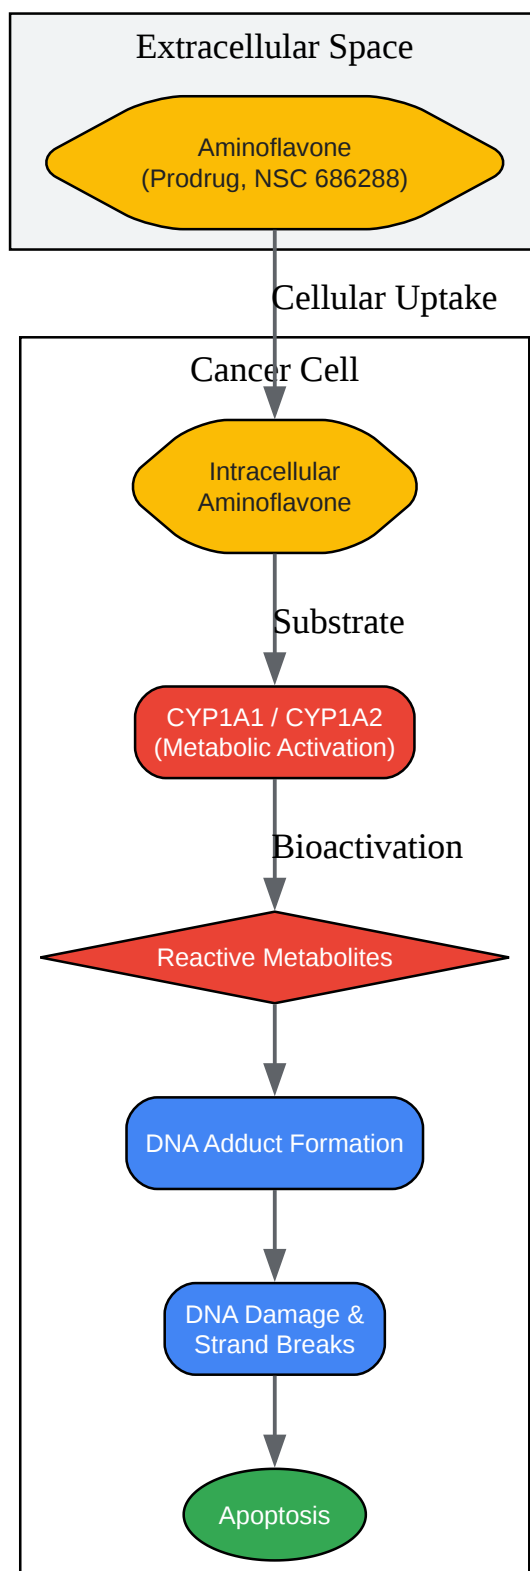 Extracellular Space
Aminoflavone
(Prodrug, NSC 686288)
Cellular Uptake
Cancer Cell
Intracellular
Aminoflavone
Substrate
CYP1A1 / CYP1A2
(Metabolic Activation)
Bioactivation
Reactive Metabolites
DNA Adduct Formation
DNA Damage &
Strand Breaks
Apoptosis